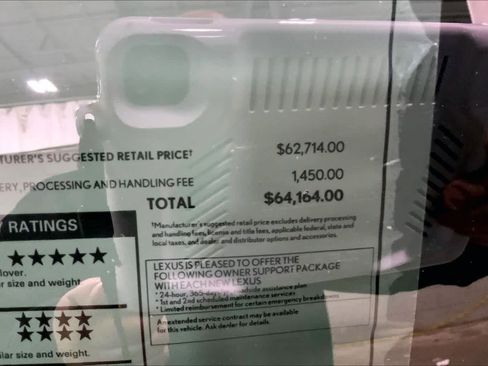 TURER'S SUGGESTED RETAIL PRICE† $62,714.00
ERY, PROCESSING AND HANDLING FEE 1,450.00
TOTAL $64,164.00
†Manufacturer's suggested retail price excludes delivery processing
and handling fees, license and title fees, applicable federal, state and
local taxes, and dealer and distributor options and accessories.
Y RATINGS
★★★★★
lover.
r size and weight.
★★★★
★★★★
ilar size and weight.
LEXUS IS PLEASED TO OFFER THE
FOLLOWING OWNER SUPPORT PACKAGE
WITH EACH NEW LEXUS
* 24-hour, 365-day roadside assistance plan
* 1st and 2nd scheduled maintenance services
* Limited reimbursement for certain emergency breakdowns
An extended service contract may be available
for this vehicle. Ask dealer for details.